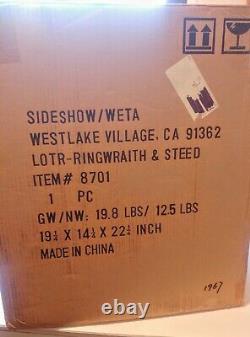 SIDESHOW/WETA
WESTLAKE VILLAGE, CA 91362
LOTR-RINGWRAITH & STEED
ITEM# 8701
1 PC
GW/NW: 19.8 LBS/ 12.5 LBS
19½ X 14½ X 22½ INCH
MADE IN CHINA
1967